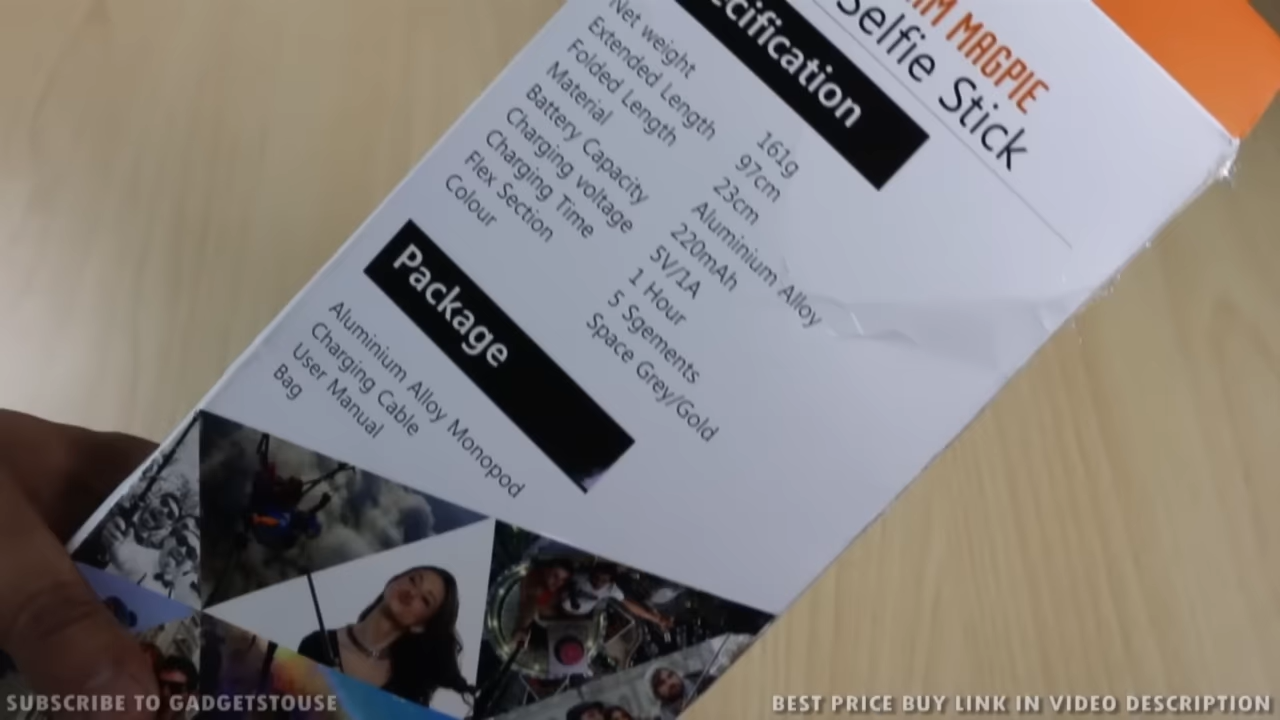 MAGPIE
Selfie Stick
Specification
Net weight 161g
Extended Length 97cm
Folded Length 23cm
Material Aluminium Alloy
Battery Capacity 220mAh
Charging voltage 5V/1A
Charging Time 1 Hour
Flex Section 5 Sgements
Colour Space Grey/Gold
Package
Aluminium Alloy Monopod
Charging Cable
User Manual
Bag
SUBSCRIBE TO GADGETSTOUSE
BEST PRICE BUY LINK IN VIDEO DESCRIPTION